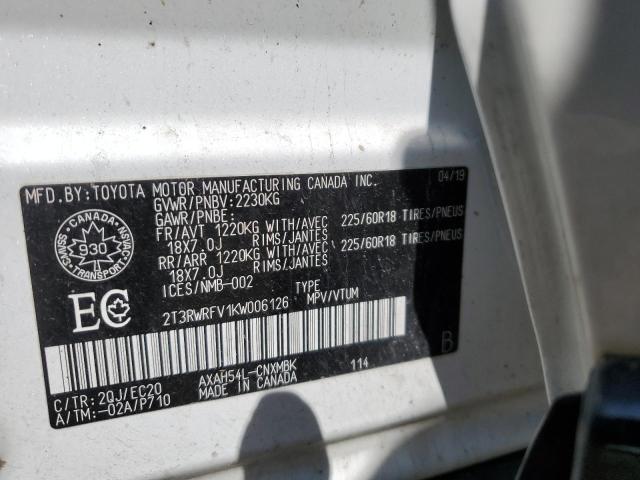 MFD. BY: TOYOTA MOTOR MANUFACTURING CANADA INC. 04/19
GVWR/PNBV: 2230KG
GAWR/PNBE:
FR/AVT 1220KG WITH/AVEC 225/60R18 TIRES/PNEUS
18X7.0J RIMS/JANTES
RR/ARR 1220KG WITH/AVEC 225/60R18 TIRES/PNEUS
18X7.0J RIMS/JANTES
ICES/NMB-002
CANADA
930
TRANSPORT
CMVSS
NSVAC
EC
2T3RWRFV1KW006126 TYPE MPV/VTUM
B
C/TR: 2QJ/EC20 AXAH54L-CNXMBK 114
A/TM: -02A/P710 MADE IN CANADA